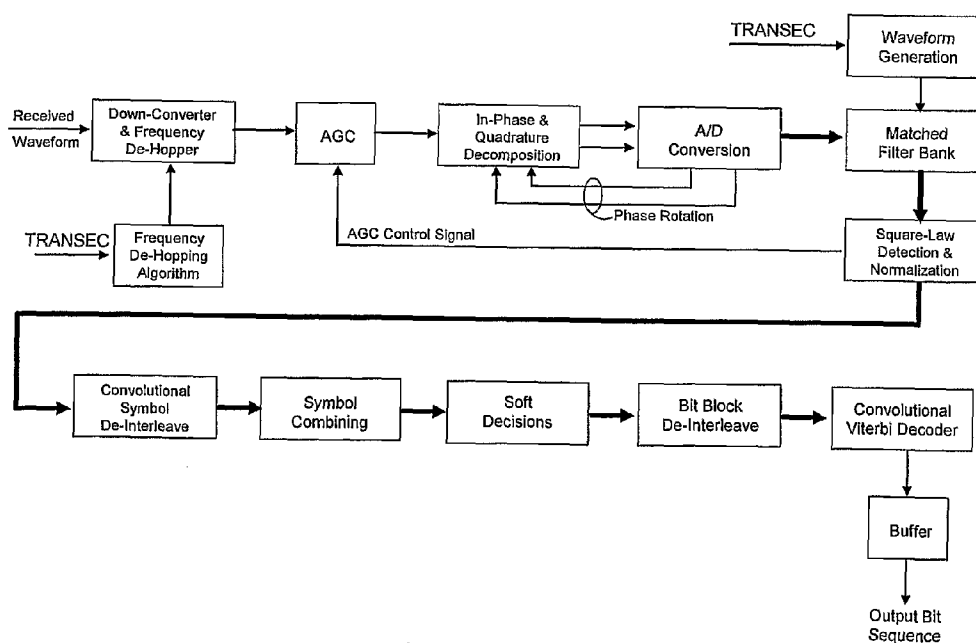 TRANSEC
Waveform
Generation
Received
Waveform
Down-Converter
& Frequency
De-Hopper
AGC
In-Phase &
Quadrature
Decomposition
A/D
Conversion
Matched
Filter Bank
Phase Rotation
TRANSEC
Frequency
De-Hopping
Algorithm
AGC Control Signal
Square-Law
Detection &
Normalization
Convolutional
Symbol
De-Interleave
Symbol
Combining
Soft
Decisions
Bit Block
De-Interleave
Convolutional
Viterbi Decoder
Buffer
Output Bit
Sequence